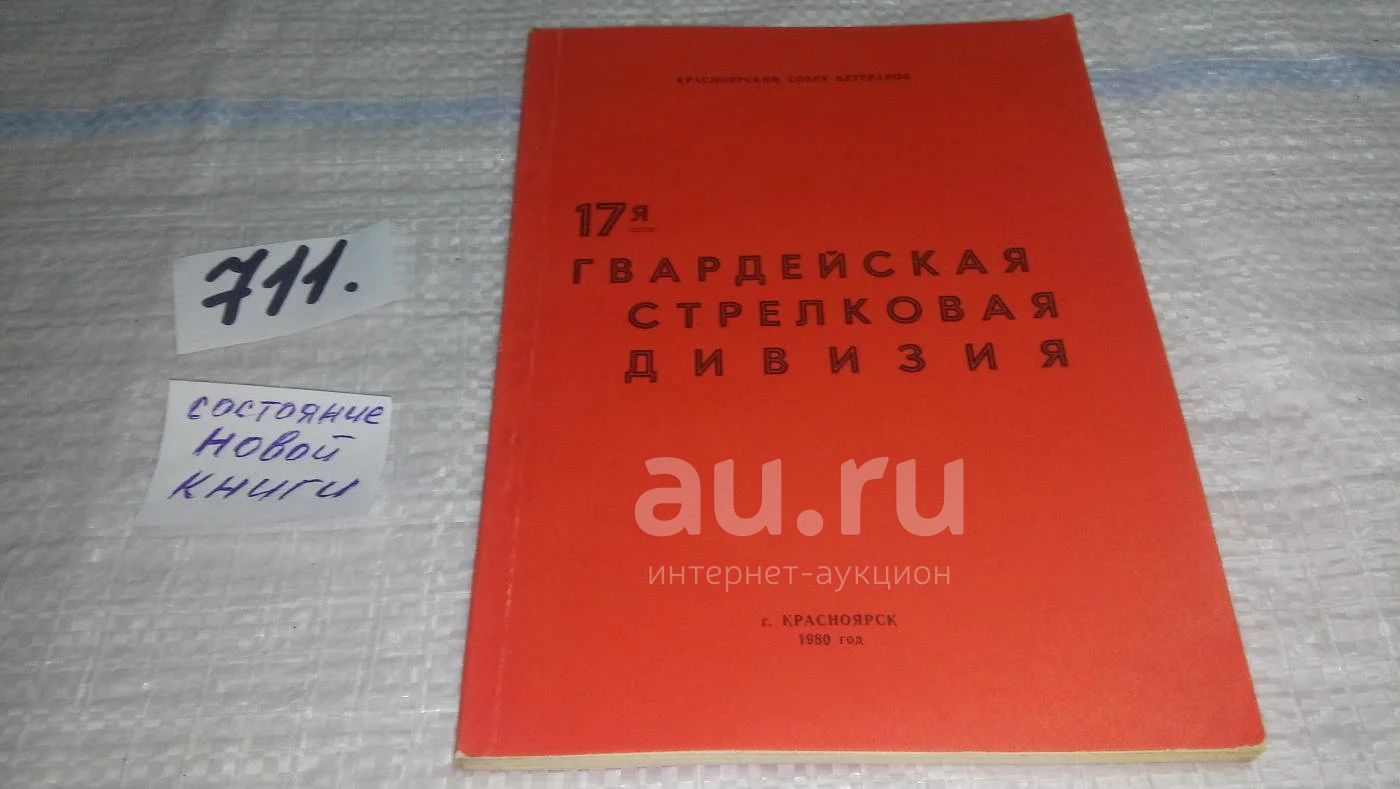 КРАСНОЯРСКИЙ СОВЕТ ВЕТЕРАНОВ
17я
ГВАРДЕЙСКАЯ
СТРЕЛКОВАЯ
ДИВИЗИЯ
г. КРАСНОЯРСК
1980 год
711.
состояние
новой
книги
au.ru
интернет-аукцион